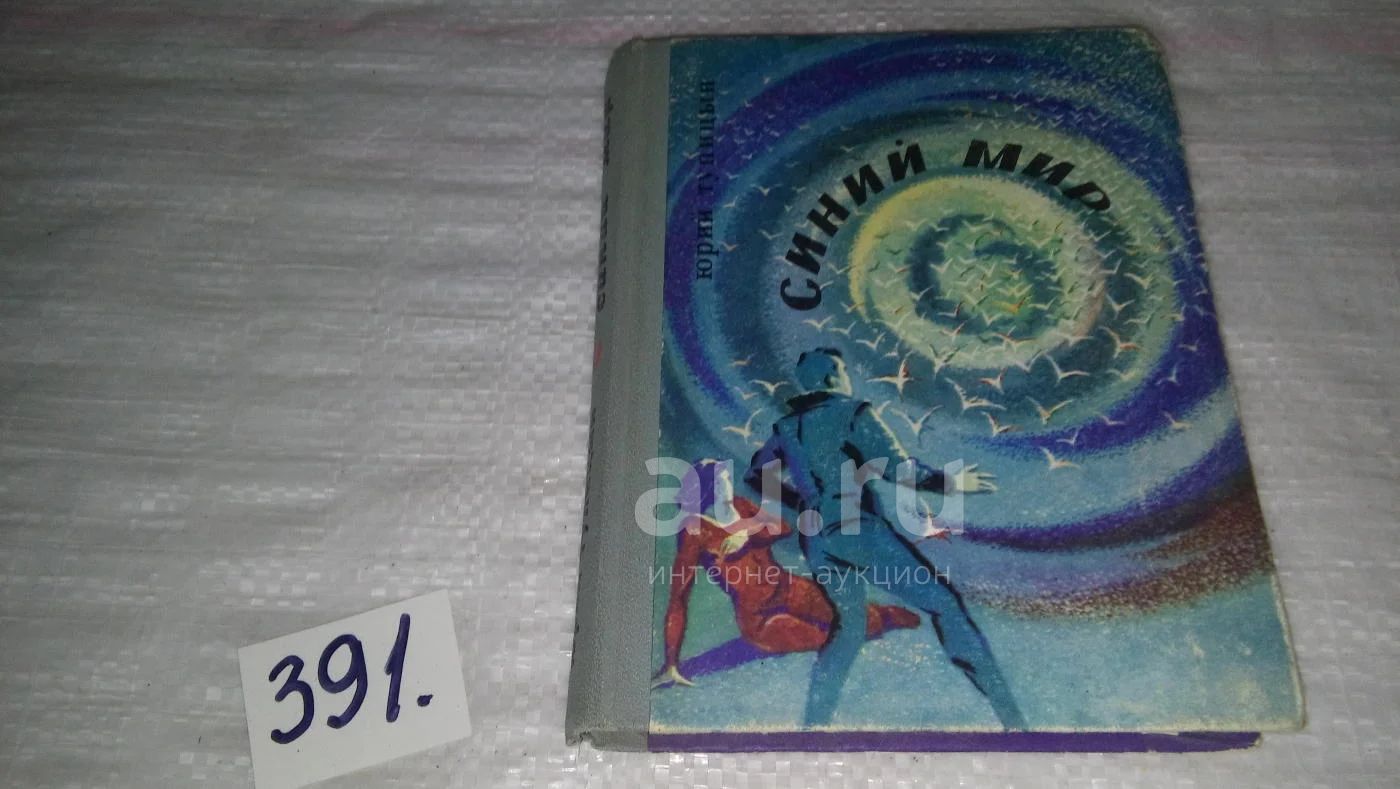 юрий тупицын
синий мир
au.ru
интернет-аукцион
391.